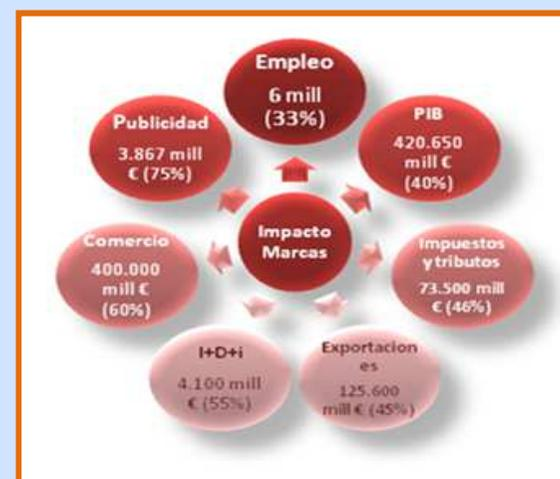 Empleo
6 mill
(33%)
PIB
420.650
mill €
(40%)
Impuestos
y tributos
73.500 mill
€ (46%)
Exportacion
es
125.600
mill € (45%)
I+D+i
4.100 mill
€ (55%)
Comercio
400.000
mill €
(60%)
Publicidad
3.867 mill
€ (75%)
Impacto
Marcas